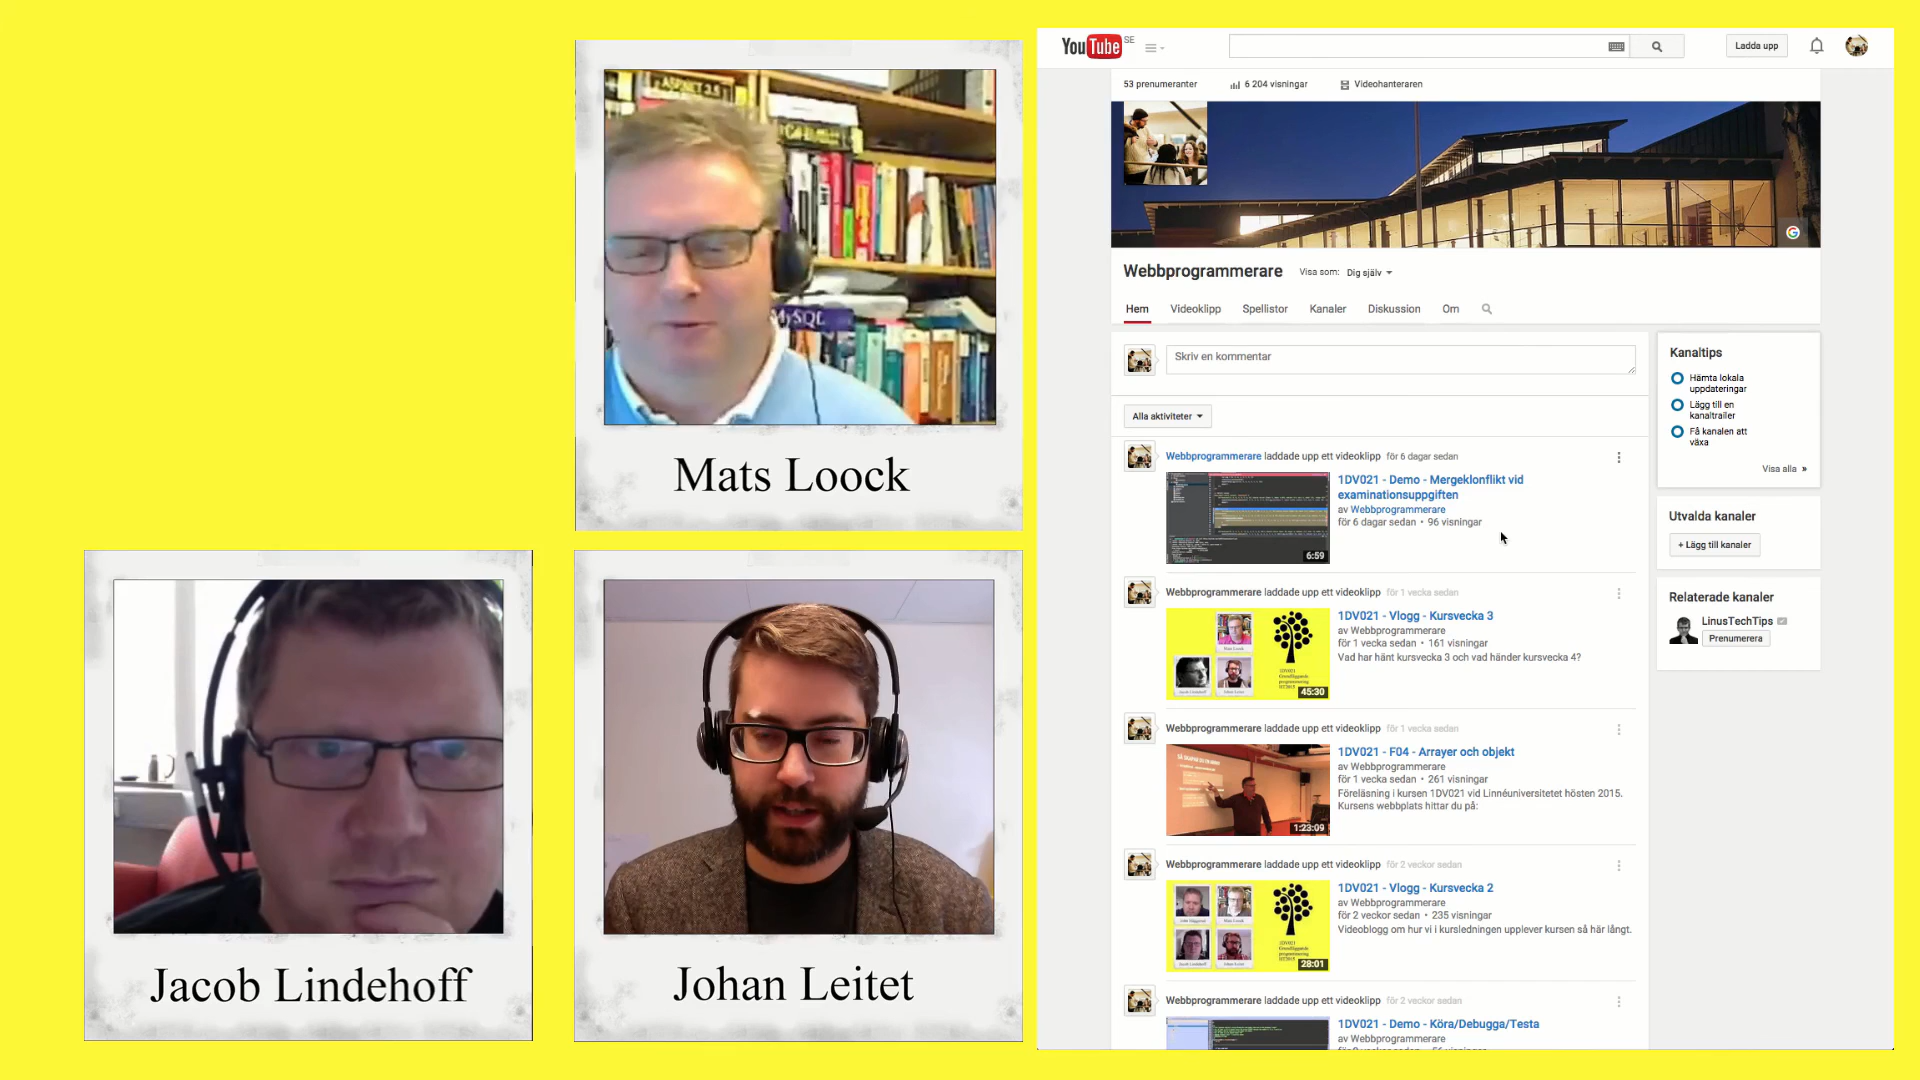 ASP.NET 3.5
MySQL
Mats Loock
Jacob Lindehoff
Johan Leitet
YouTube SE
Ladda upp
53 prenumeranter
6 204 visningar
Videohanteraren
Webbprogrammerare
Visa som: Dig själv
Hem
Videoklipp
Spellistor
Kanaler
Diskussion
Om
Skriv en kommentar
Alla aktiviteter
Webbprogrammerare laddade upp ett videoklipp för 6 dagar sedan
6:59
1DV021 - Demo - Mergeklonflikt vid
examinationsuppgiften
av Webbprogrammerare
för 6 dagar sedan • 96 visningar
Webbprogrammerare laddade upp ett videoklipp för 1 vecka sedan
45:30
1DV021 - Vlogg - Kursvecka 3
av Webbprogrammerare
för 1 vecka sedan • 161 visningar
Vad har hänt kursvecka 3 och vad händer kursvecka 4?
Webbprogrammerare laddade upp ett videoklipp för 1 vecka sedan
1:23:09
1DV021 - F04 - Arrayer och objekt
av Webbprogrammerare
för 1 vecka sedan • 261 visningar
Föreläsning i kursen 1DV021 vid Linnéuniversitetet hösten 2015.
Kursens webbplats hittar du på:
Webbprogrammerare laddade upp ett videoklipp för 2 veckor sedan
28:01
1DV021 - Vlogg - Kursvecka 2
av Webbprogrammerare
för 2 veckor sedan • 235 visningar
Videoblogg om hur vi i kursledningen upplever kursen så här långt.
Webbprogrammerare laddade upp ett videoklipp för 2 veckor sedan
1DV021 - Demo - Köra/Debugga/Testa
av Webbprogrammerare
Kanaltips
Hämta lokala
uppdateringar
Lägg till en
kanaltrailer
Få kanalen att
växa
Visa alla »
Utvalda kanaler
+ Lägg till kanaler
Relaterade kanaler
LinusTechTips
Prenumerera